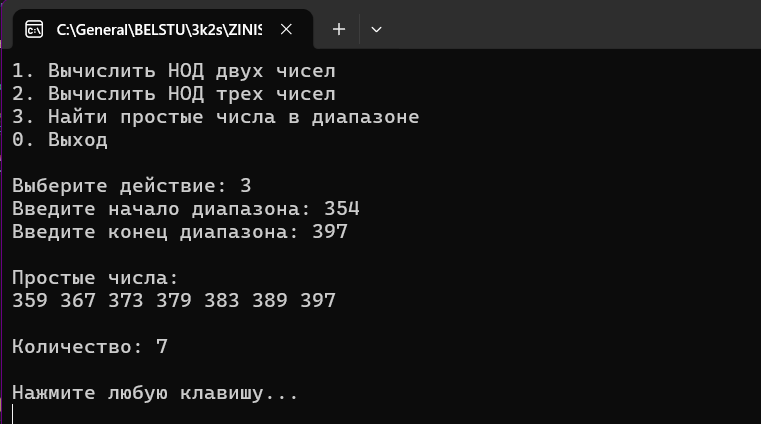 C:\General\BELSTU\3k2s\ZINIS
1. Вычислить НОД двух чисел
2. Вычислить НОД трех чисел
3. Найти простые числа в диапазоне
0. Выход
Выберите действие: 3
Введите начало диапазона: 354
Введите конец диапазона: 397
Простые числа:
359 367 373 379 383 389 397
Количество: 7
Нажмите любую клавишу...